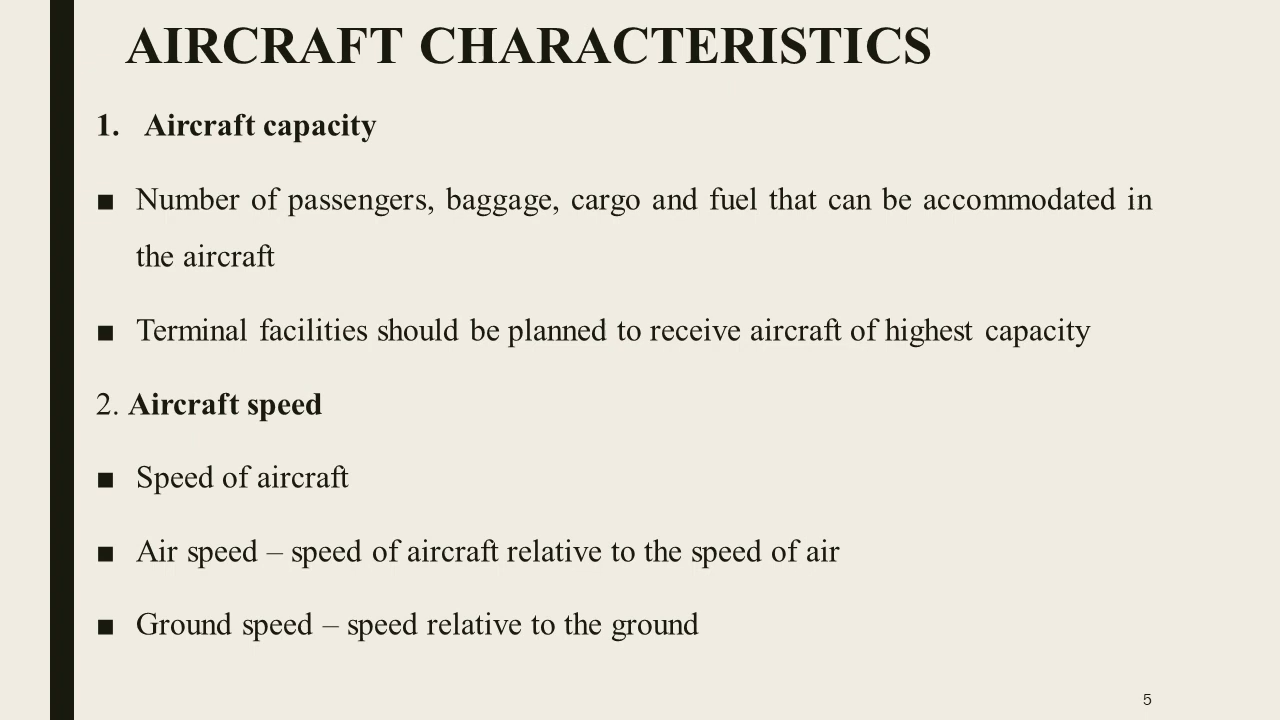 AIRCRAFT CHARACTERISTICS
1. Aircraft capacity
■ Number of passengers, baggage, cargo and fuel that can be accommodated in
the aircraft
■ Terminal facilities should be planned to receive aircraft of highest capacity
2. Aircraft speed
■ Speed of aircraft
■ Air speed – speed of aircraft relative to the speed of air
■ Ground speed – speed relative to the ground
5